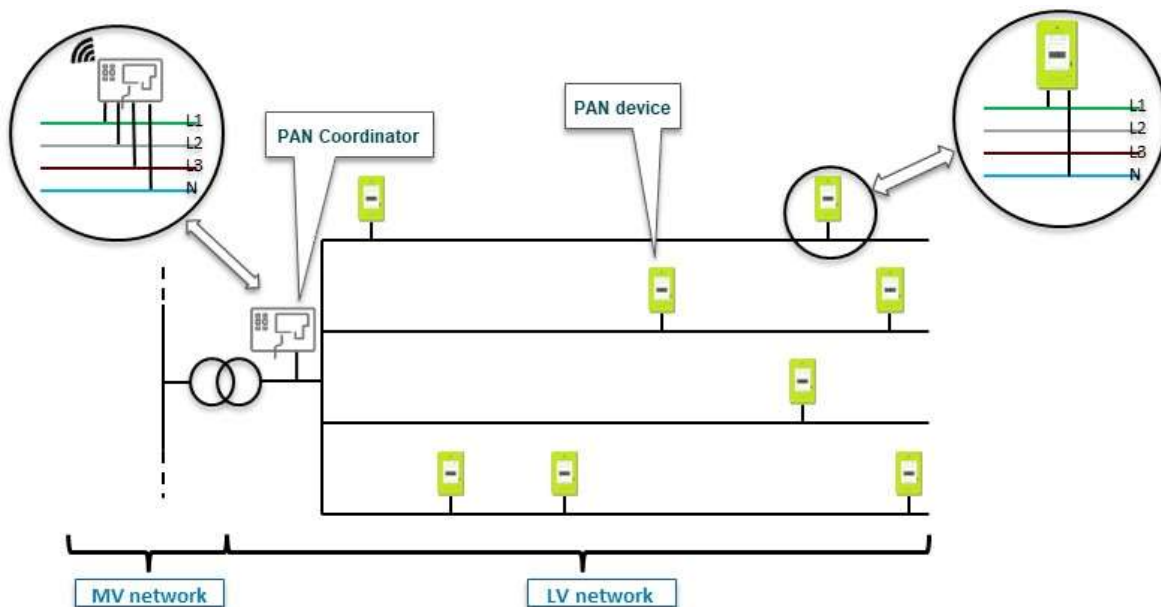 L1
L2
L3
N
PAN Coordinator
PAN device
L1
L2
L3
N
MV network
LV network